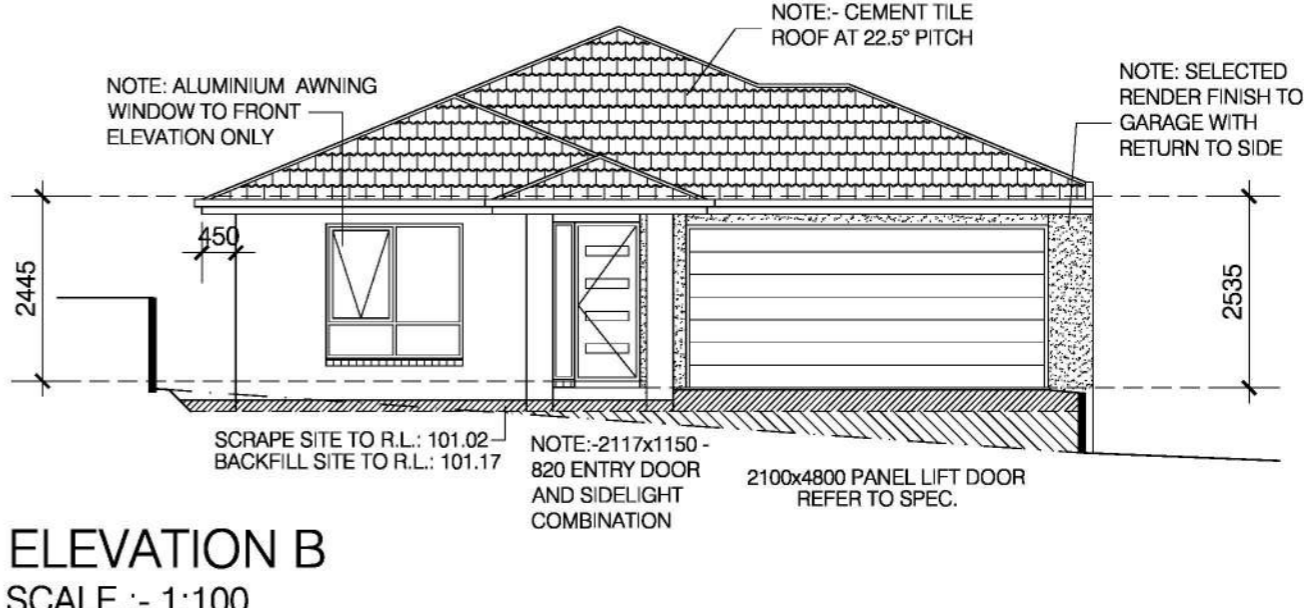 NOTE:- CEMENT TILE
ROOF AT 22.5° PITCH
NOTE: ALUMINIUM AWNING
WINDOW TO FRONT
ELEVATION ONLY
NOTE: SELECTED
RENDER FINISH TO
GARAGE WITH
RETURN TO SIDE
450
2445
2535
SCRAPE SITE TO R.L.: 101.02
BACKFILL SITE TO R.L.: 101.17
NOTE:-2117x1150 -
820 ENTRY DOOR
AND SIDELIGHT
COMBINATION
2100x4800 PANEL LIFT DOOR
REFER TO SPEC.
ELEVATION B
SCALE :- 1:100